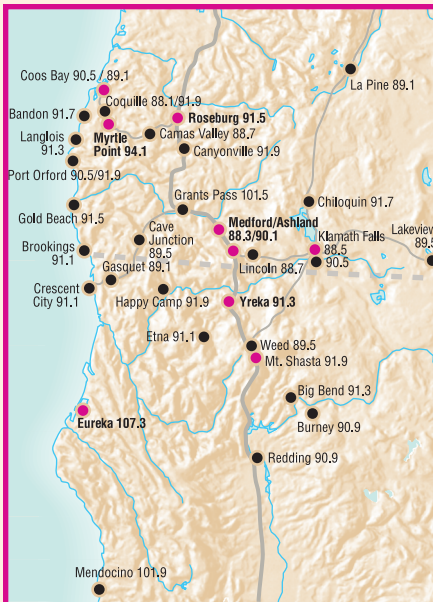 Coos Bay 90.5 / 89.1
La Pine 89.1
Coquille 88.1/91.9
Bandon 91.7
Roseburg 91.5
Myrtle
Point 94.1
Camas Valley 88.7
Langlois
91.3
Canyonville 91.9
Port Orford 90.5/91.9
Chiloquin 91.7
Grants Pass 101.5
Gold Beach 91.5
Medford/Ashland
88.3/90.1
Cave
Junction
89.5
Klamath Falls
88.5
90.5
Lakeview
89.5
Brookings
91.1
Lincoln 88.7
Gasquet 89.1
Crescent
City 91.1
Happy Camp 91.9
Yreka 91.3
Etna 91.1
Weed 89.5
Mt. Shasta 91.9
Big Bend 91.3
Burney 90.9
Eureka 107.3
Redding 90.9
Mendocino 101.9